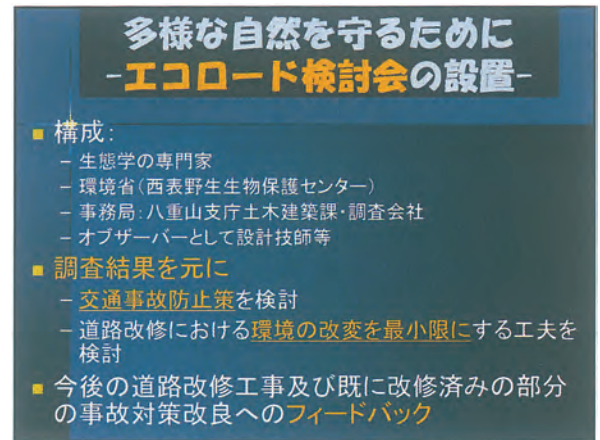 多様な自然を守るために
-エコロード検討会の設置-
■ 構成:
– 生態学の専門家
– 環境省(西表野生生物保護センター)
– 事務局:八重山支庁土木建築課・調査会社
– オブザーバーとして設計技師等
■ 調査結果を元に
– 交通事故防止策を検討
– 道路改修における環境の改変を最小限にする工夫を
検討
■ 今後の道路改修工事及び既に改修済みの部分
の事故対策改良へのフィードバック